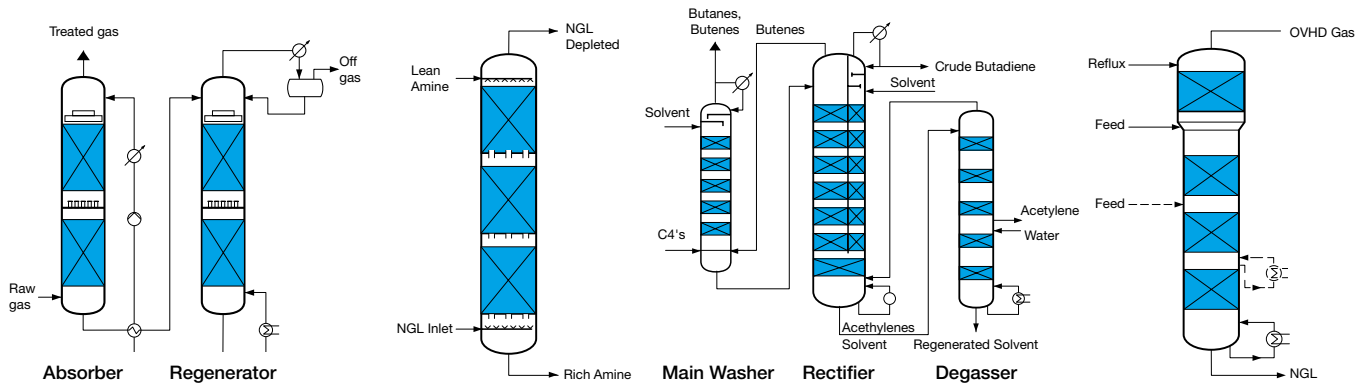 Treated gas
Off
gas
Raw
gas
Absorber
Regenerator
NGL
Depleted
Lean
Amine
NGL Inlet
Rich Amine
Butanes,
Butenes
Butenes
Crude Butadiene
Solvent
Solvent
C4's
Acetylene
Water
Acethylenes
Solvent
Regenerated Solvent
Main Washer
Rectifier
Degasser
OVHD Gas
Reflux
Feed
Feed
NGL